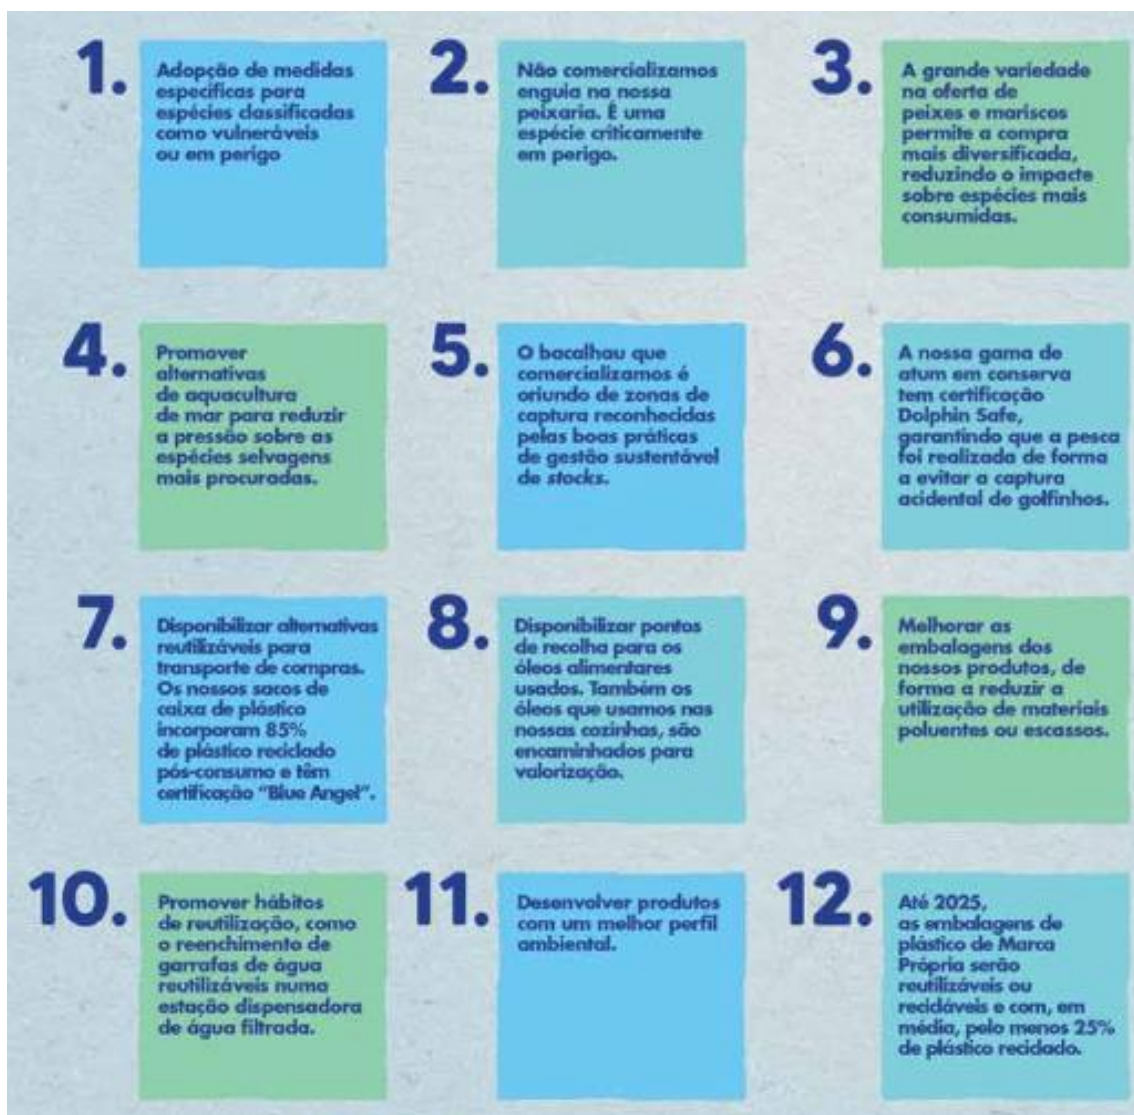 1.
Adopção de medidas
específicas para
espécies classificadas
como vulneráveis
ou em perigo
2.
Não comercializamos
enguia na nossa
peixaria. É uma
espécie criticamente
em perigo.
3.
A grande variedade
na oferta de
peixes e mariscos
permite a compra
mais diversificada,
reduzindo o impacte
sobre espécies mais
consumidas.
4.
Promover
alternativas
de aquacultura
de mar para reduzir
a pressão sobre as
espécies selvagens
mais procuradas.
5.
O bacalhau que
comercializamos é
oriundo de zonas de
captura reconhecidas
pelas boas práticas
de gestão sustentável
de stocks.
6.
A nossa gama de
atum em conserva
tem certificação
Dolphin Safe,
garantindo que a pesca
foi realizada de forma
a evitar a captura
acidental de golfinhos.
7.
Disponibilizar alternativas
reutilizáveis para
transporte de compras.
Os nossos sacos de
caixa de plástico
incorporam 85%
de plástico reciclado
pós-consumo e têm
certificação “Blue Angel”.
8.
Disponibilizar pontos
de recolha para os
óleos alimentares
usados. Também os
óleos que usamos nas
nossas cozinhas, são
encaminhados para
valorização.
9.
Melhorar as
embalagens dos
nossos produtos, de
forma a reduzir a
utilização de materiais
poluentes ou escassos.
10.
Promover hábitos
de reutilização, como
o reenchimento de
garrafas de água
reutilizáveis numa
estação dispensadora
de água filtrada.
11.
Desenvolver produtos
com um melhor perfil
ambiental.
12.
Até 2025,
as embalagens de
plástico de Marca
Própria serão
reutilizáveis ou
recicláveis e com, em
média, pelo menos 25%
de plástico reciclado.